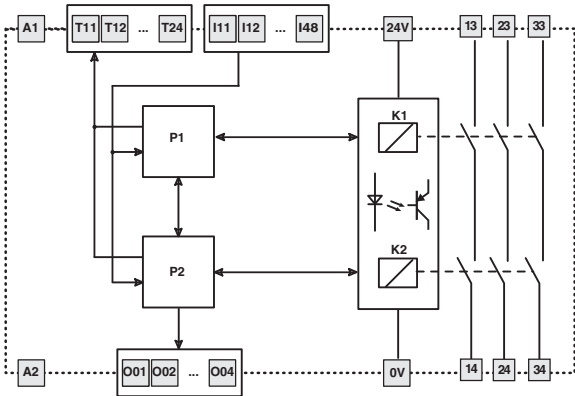 A1 T11 T12 ... T24 I11 I12 ... I48 24V 13 23 33
K1
P1
K2
P2
A2 O01 O02 ... O04 0V 14 24 34